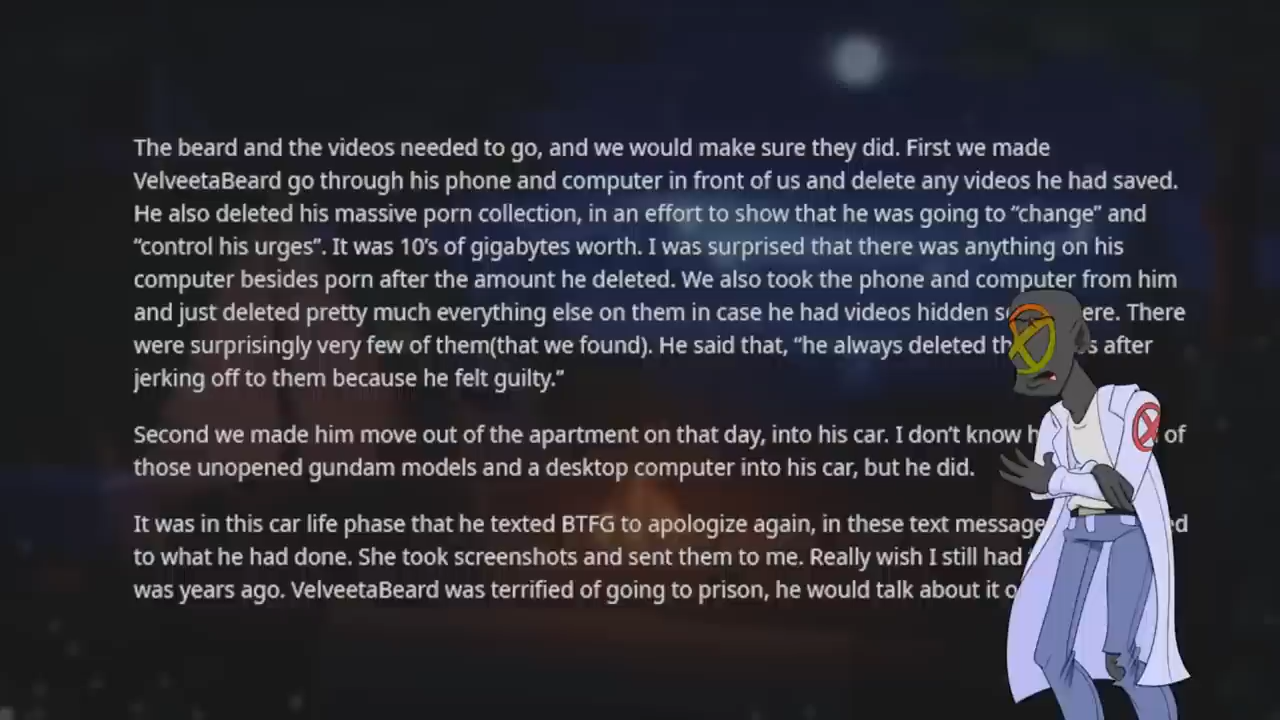 The beard and the videos needed to go, and we would make sure they did. First we made
VelveetaBeard go through his phone and computer in front of us and delete any videos he had saved.
He also deleted his massive porn collection, in an effort to show that he was going to “change” and
“control his urges”. It was 10’s of gigabytes worth. I was surprised that there was anything on his
computer besides porn after the amount he deleted. We also took the phone and computer from him
and just deleted pretty much everything else on them in case he had videos hidden There
were surprisingly very few of them(that we found). He said that, “he always deleted after
jerking off to them because he felt guilty.”
Second we made him move out of the apartment on that day, into his car. I don’t know of
those unopened gundam models and a desktop computer into his car, but he did.
It was in this car life phase that he texted BTFG to apologize again, in these text
to what he had done. She took screenshots and sent them to me. Really wish I still had
was years ago. VelveetaBeard was terrified of going to prison, he would talk about it